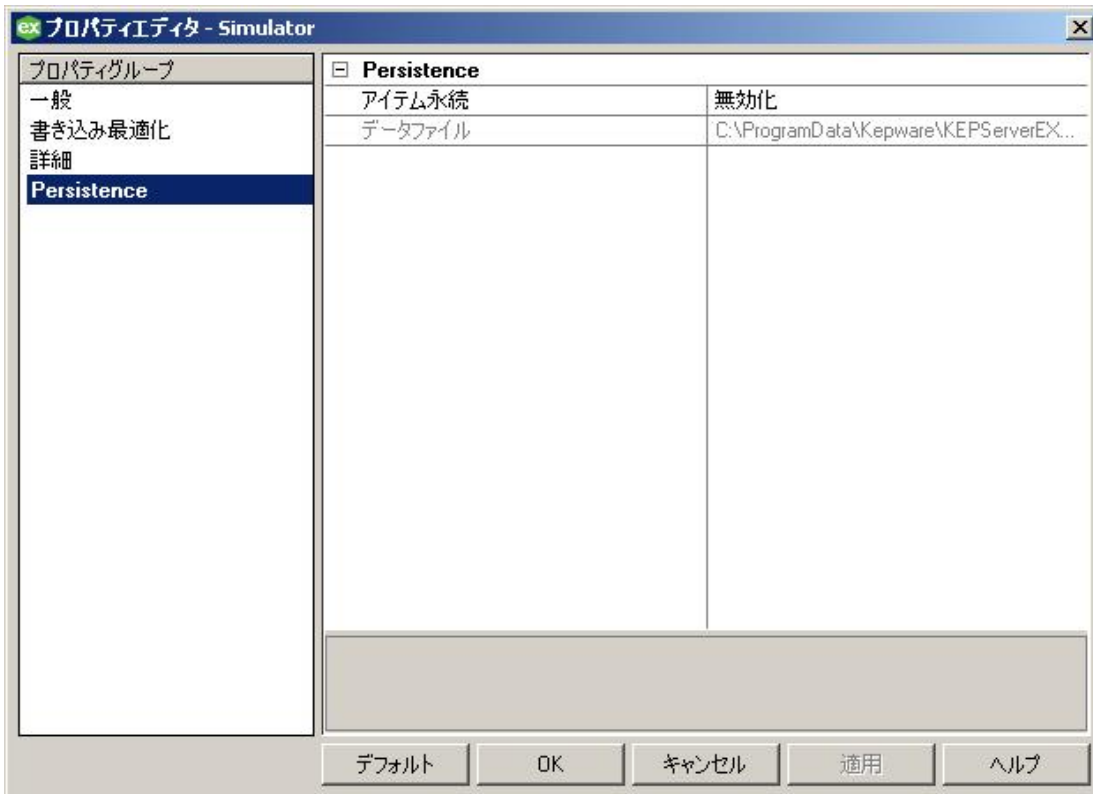 ex プロパティエディタ - Simulator
プロパティグループ
一般
書き込み最適化
詳細
Persistence
Persistence
アイテム永続 無効化
データファイル C:\ProgramData\Kepware\KEPServerEX...
デフォルト OK キャンセル 適用 ヘルプ